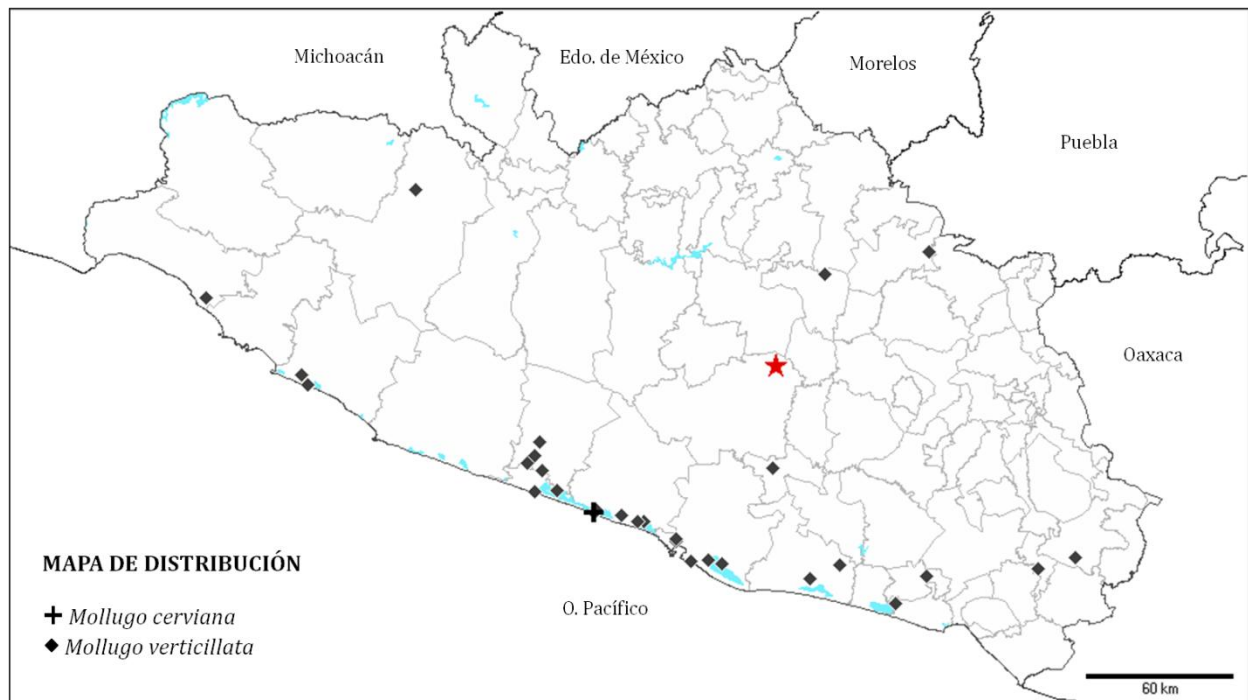 Michoacán
Edo. de México
Morelos
Puebla
Oaxaca
MAPA DE DISTRIBUCIÓN
Mollugo cerviana
Mollugo verticillata
O. Pacífico
60 km